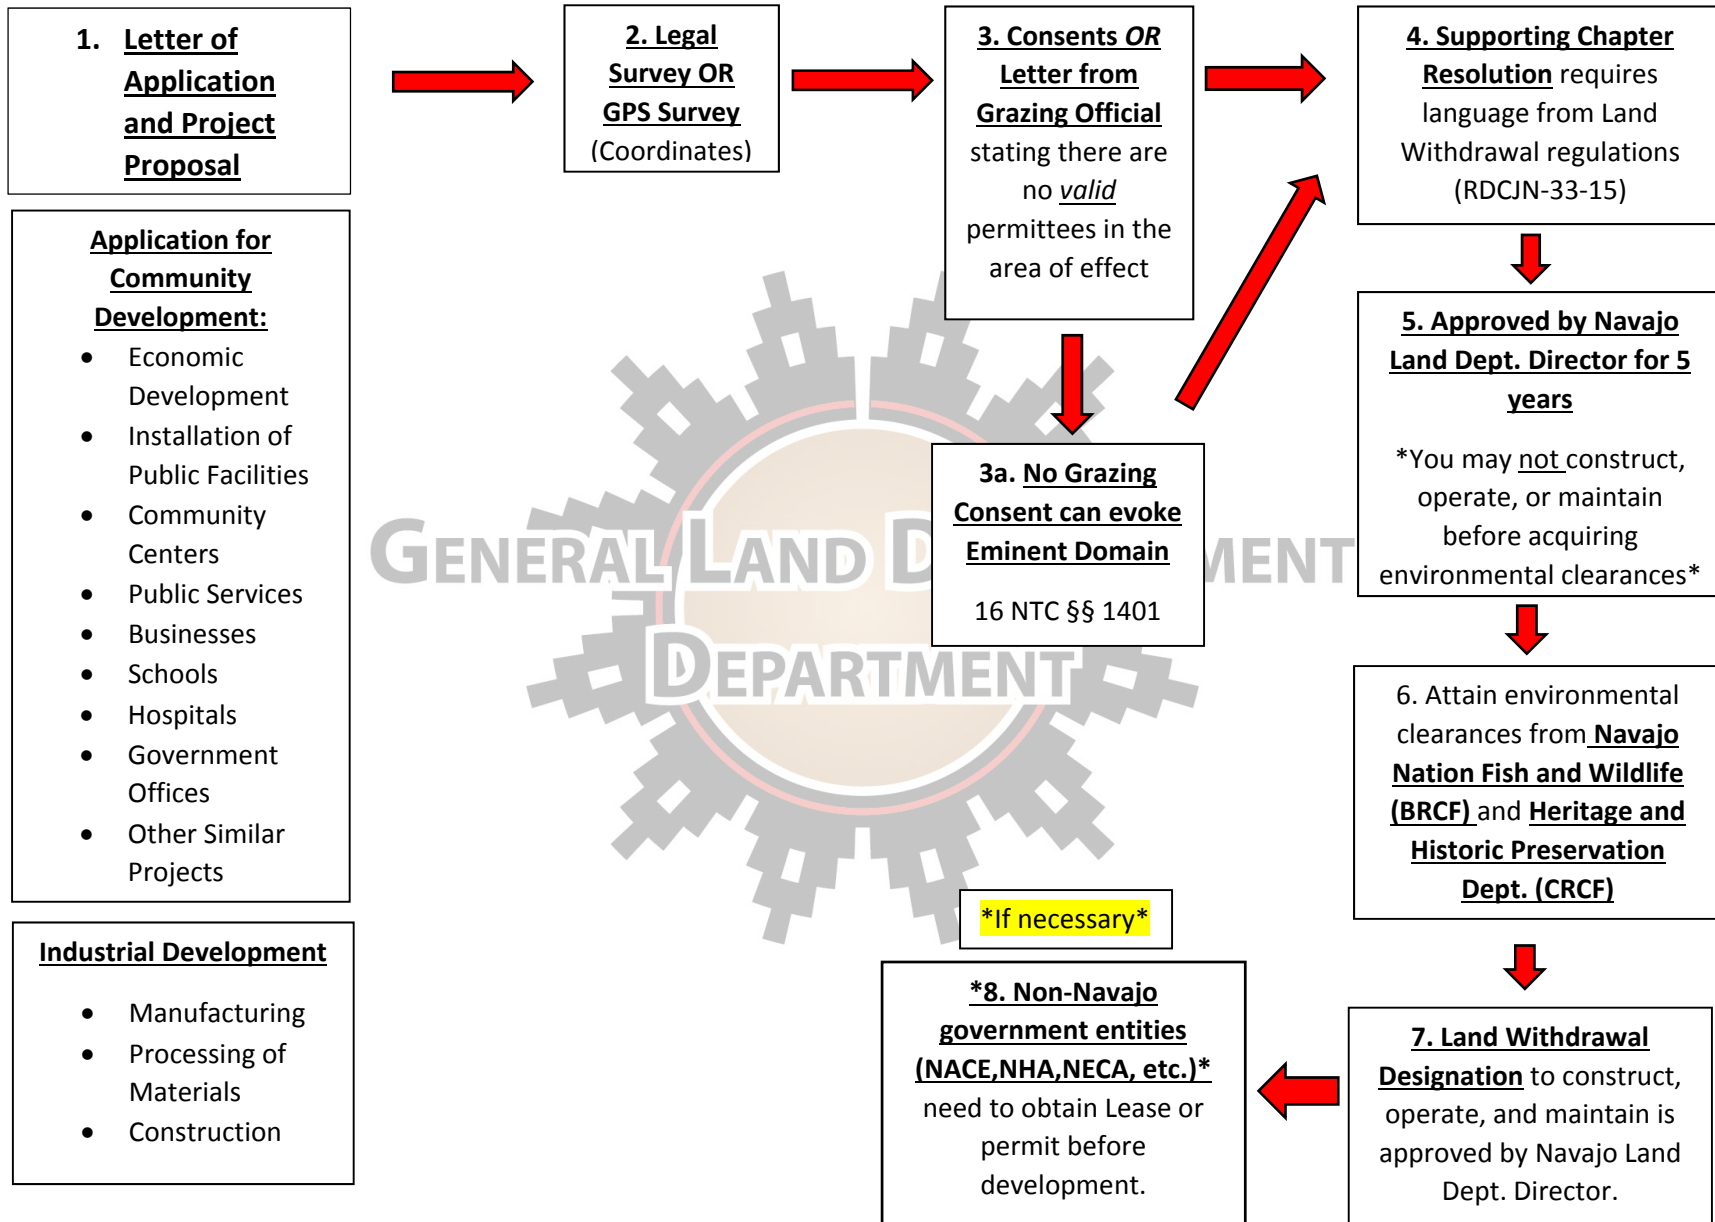 1. Letter of
Application
and Project
Proposal
2. Legal
Survey OR
GPS Survey
(Coordinates)
3. Consents OR
Letter from
Grazing Official
stating there are
no valid
permittees in the
area of effect
3a. No Grazing
Consent can evoke
Eminent Domain
16 NTC §§ 1401
4. Supporting Chapter
Resolution requires
language from Land
Withdrawal regulations
(RDCJN-33-15)
5. Approved by Navajo
Land Dept. Director for 5
years
*You may not construct,
operate, or maintain
before acquiring
environmental clearances*
6. Attain environmental
clearances from Navajo
Nation Fish and Wildlife
(BRCF) and Heritage and
Historic Preservation
Dept. (CRCF)
7. Land Withdrawal
Designation to construct,
operate, and maintain is
approved by Navajo Land
Dept. Director.
*If necessary*
*8. Non-Navajo
government entities
(NACE,NHA,NECA, etc.)*
need to obtain Lease or
permit before
development.
Application for
Community
Development:
• Economic
Development
• Installation of
Public Facilities
• Community
Centers
• Public Services
• Businesses
• Schools
• Hospitals
• Government
Offices
• Other Similar
Projects
Industrial Development
• Manufacturing
• Processing of
Materials
• Construction
GENERAL LAND D MENT
DEPARTMENT